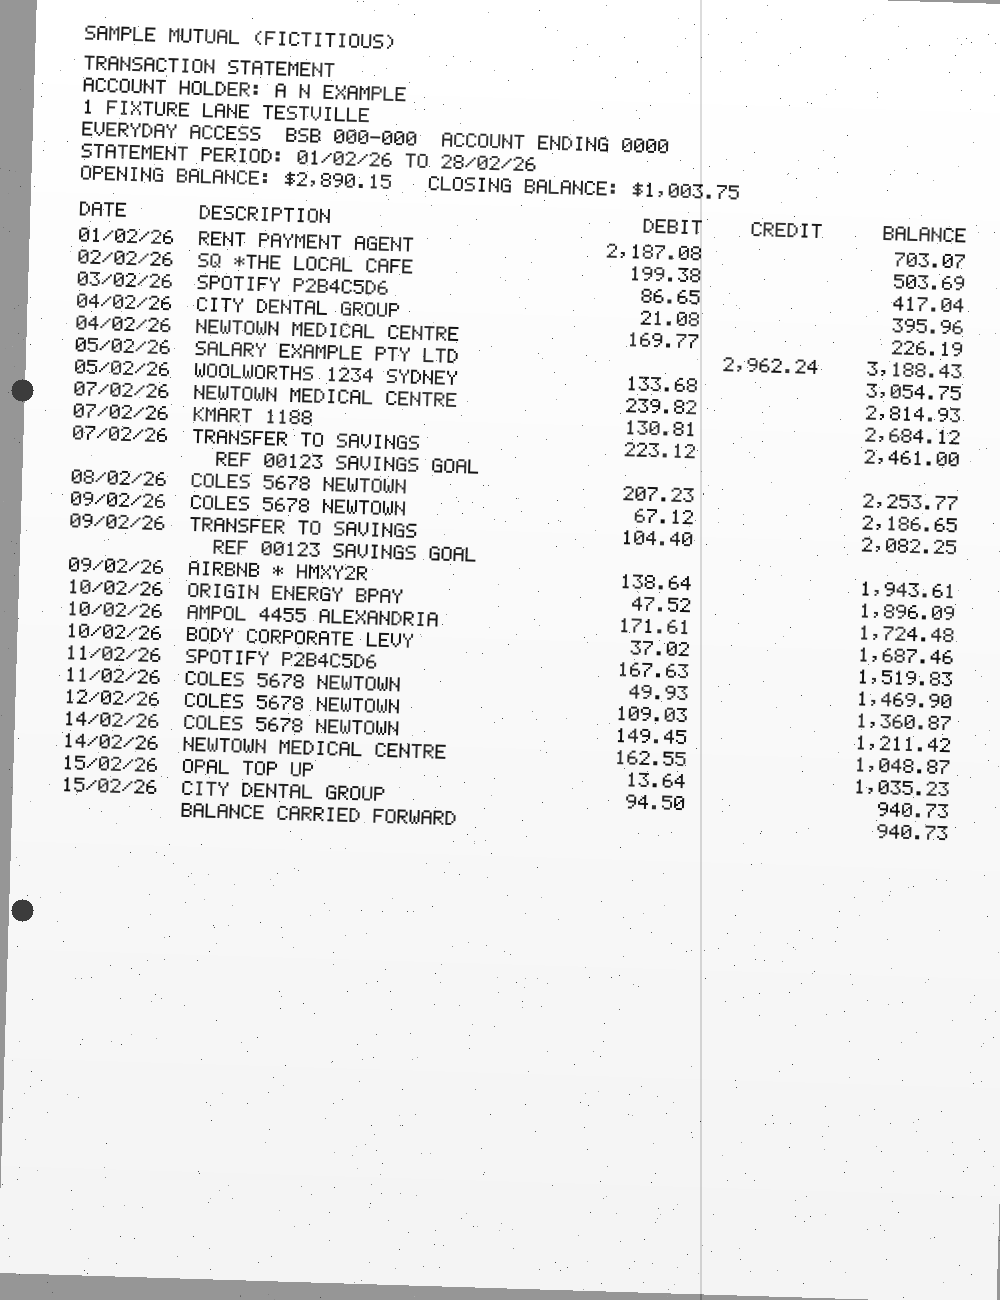 SAMPLE MUTUAL (FICTITIOUS)
TRANSACTION STATEMENT
ACCOUNT HOLDER: A N EXAMPLE
1 FIXTURE LANE TESTVILLE
EVERYDAY ACCESS  BSB 000-000  ACCOUNT ENDING 0000
STATEMENT PERIOD: 01/02/26 TO 28/02/26
OPENING BALANCE: $2,890.15  CLOSING BALANCE: $1,003.75
DATE DESCRIPTION DEBIT CREDIT BALANCE
01/02/26 RENT PAYMENT AGENT 2,187.08 703.07
02/02/26 SQ *THE LOCAL CAFE 199.38 503.69
03/02/26 SPOTIFY P2B4C5D6 86.65 417.04
04/02/26 CITY DENTAL GROUP 21.08 395.96
04/02/26 NEWTOWN MEDICAL CENTRE 169.77 226.19
05/02/26 SALARY EXAMPLE PTY LTD 2,962.24 3,188.43
05/02/26 WOOLWORTHS 1234 SYDNEY 133.68 3,054.75
07/02/26 NEWTOWN MEDICAL CENTRE 239.82 2,814.93
07/02/26 KMART 1188 130.81 2,684.12
07/02/26 TRANSFER TO SAVINGS 223.12 2,461.00
REF 00123 SAVINGS GOAL
08/02/26 COLES 5678 NEWTOWN 207.23 2,253.77
09/02/26 COLES 5678 NEWTOWN 67.12 2,186.65
09/02/26 TRANSFER TO SAVINGS 104.40 2,082.25
REF 00123 SAVINGS GOAL
09/02/26 AIRBNB * HMXY2R 138.64 1,943.61
10/02/26 ORIGIN ENERGY BPAY 47.52 1,896.09
10/02/26 AMPOL 4455 ALEXANDRIA 171.61 1,724.48
10/02/26 BODY CORPORATE LEVY 37.02 1,687.46
11/02/26 SPOTIFY P2B4C5D6 167.63 1,519.83
11/02/26 COLES 5678 NEWTOWN 49.93 1,469.90
12/02/26 COLES 5678 NEWTOWN 109.03 1,360.87
14/02/26 COLES 5678 NEWTOWN 149.45 1,211.42
14/02/26 NEWTOWN MEDICAL CENTRE 162.55 1,048.87
15/02/26 OPAL TOP UP 13.64 1,035.23
15/02/26 CITY DENTAL GROUP 94.50 940.73
BALANCE CARRIED FORWARD 940.73